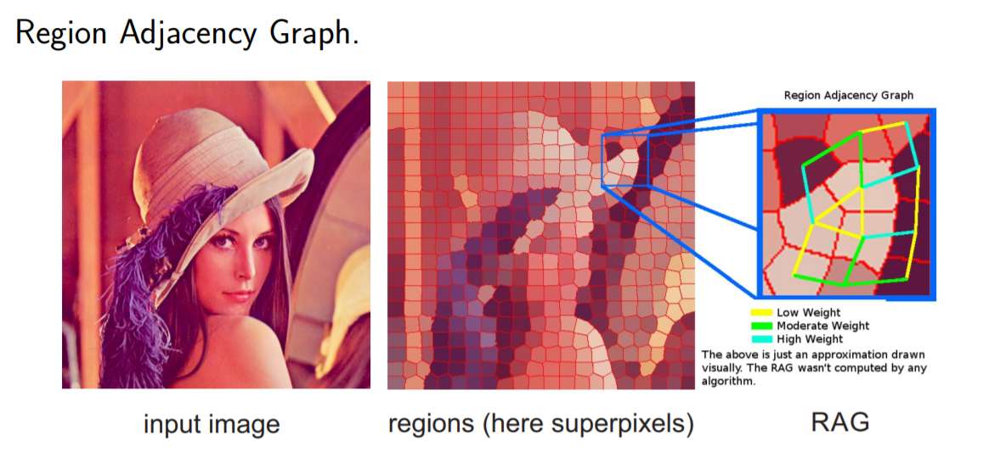 Region Adjacency Graph.
Region Adjacency Graph
Low Weight
Moderate Weight
High Weight
The above is just an approximation drawn
visually. The RAG wasn't computed by any
algorithm.
input image
regions (here superpixels)
RAG